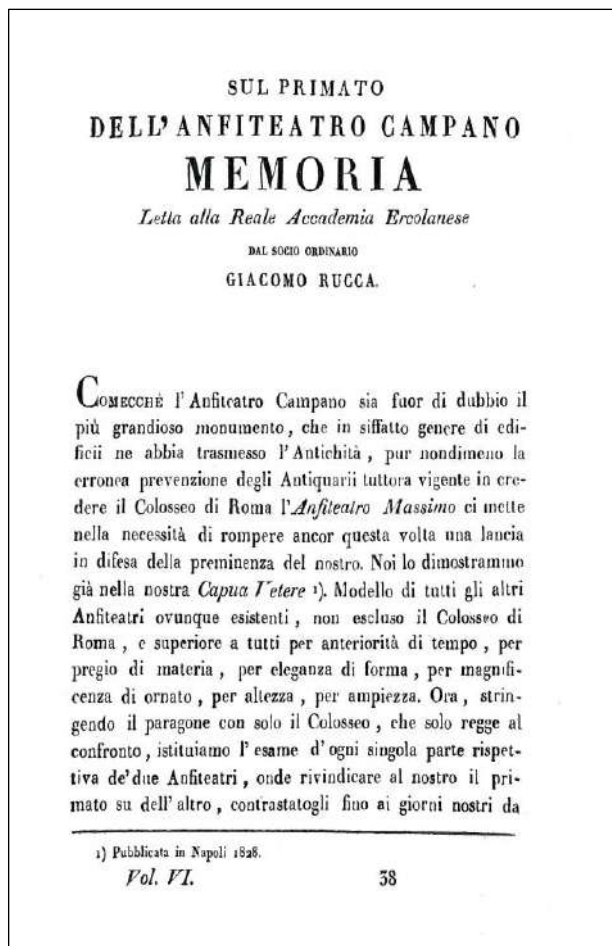 SUL PRIMATO
DELL'ANFITEATRO CAMPANO
MEMORIA
Letta alla Reale Accademia Ercolanese
DAL SOCIO ORDINARIO
GIACOMO RUCCA.
COMECCHÈ l'Anfiteatro Campano sia fuor di dubbio il
più grandioso monumento, che in siffatto genere di edi-
ficii ne abbia trasmesso l'Antichità, pur nondimeno la
erronea prevenzione degli Antiquarii tuttora vigente in cre-
dere il Colosseo di Roma l'Anfiteatro Massimo ci mette
nella necessità di rompere ancor questa volta una lancia
in difesa della preminenza del nostro. Noi lo dimostrammo
già nella nostra Capua Vetere 1). Modello di tutti gli altri
Anfiteatri ovunque esistenti, non escluso il Colosseo di
Roma, e superiore a tutti per anteriorità di tempo, per
pregio di materia, per eleganza di forma, per magnifi-
cenza di ornato, per altezza, per ampiezza. Ora, strin-
gendo il paragone con solo il Colosseo, che solo regge al
confronto, istituiamo l'esame d'ogni singola parte rispet-
tiva de'due Anfiteatri, onde rivindicare al nostro il pri-
mato su dell'altro, contrastatogli fino ai giorni nostri da
1) Pubblicata in Napoli 1828.
Vol. VI. 38